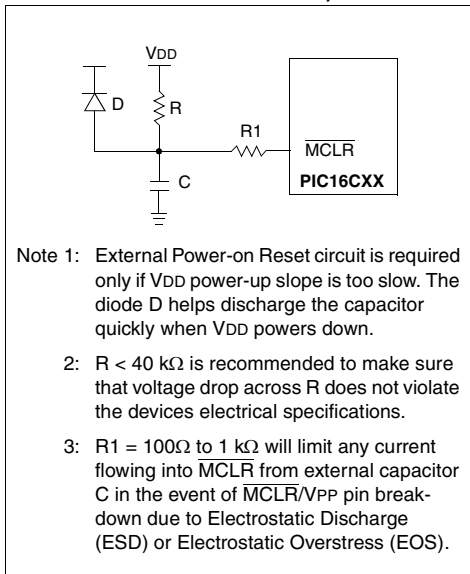 VDD
D
R
R1
MCLR
C
PIC16CXX
Note 1: External Power-on Reset circuit is required
only if VDD power-up slope is too slow. The
diode D helps discharge the capacitor
quickly when VDD powers down.
2: R < 40 kΩ is recommended to make sure
that voltage drop across R does not violate
the devices electrical specifications.
3: R1 = 100Ω to 1 kΩ will limit any current
flowing into MCLR from external capacitor
C in the event of MCLR/VPP pin break-
down due to Electrostatic Discharge
(ESD) or Electrostatic Overstress (EOS).